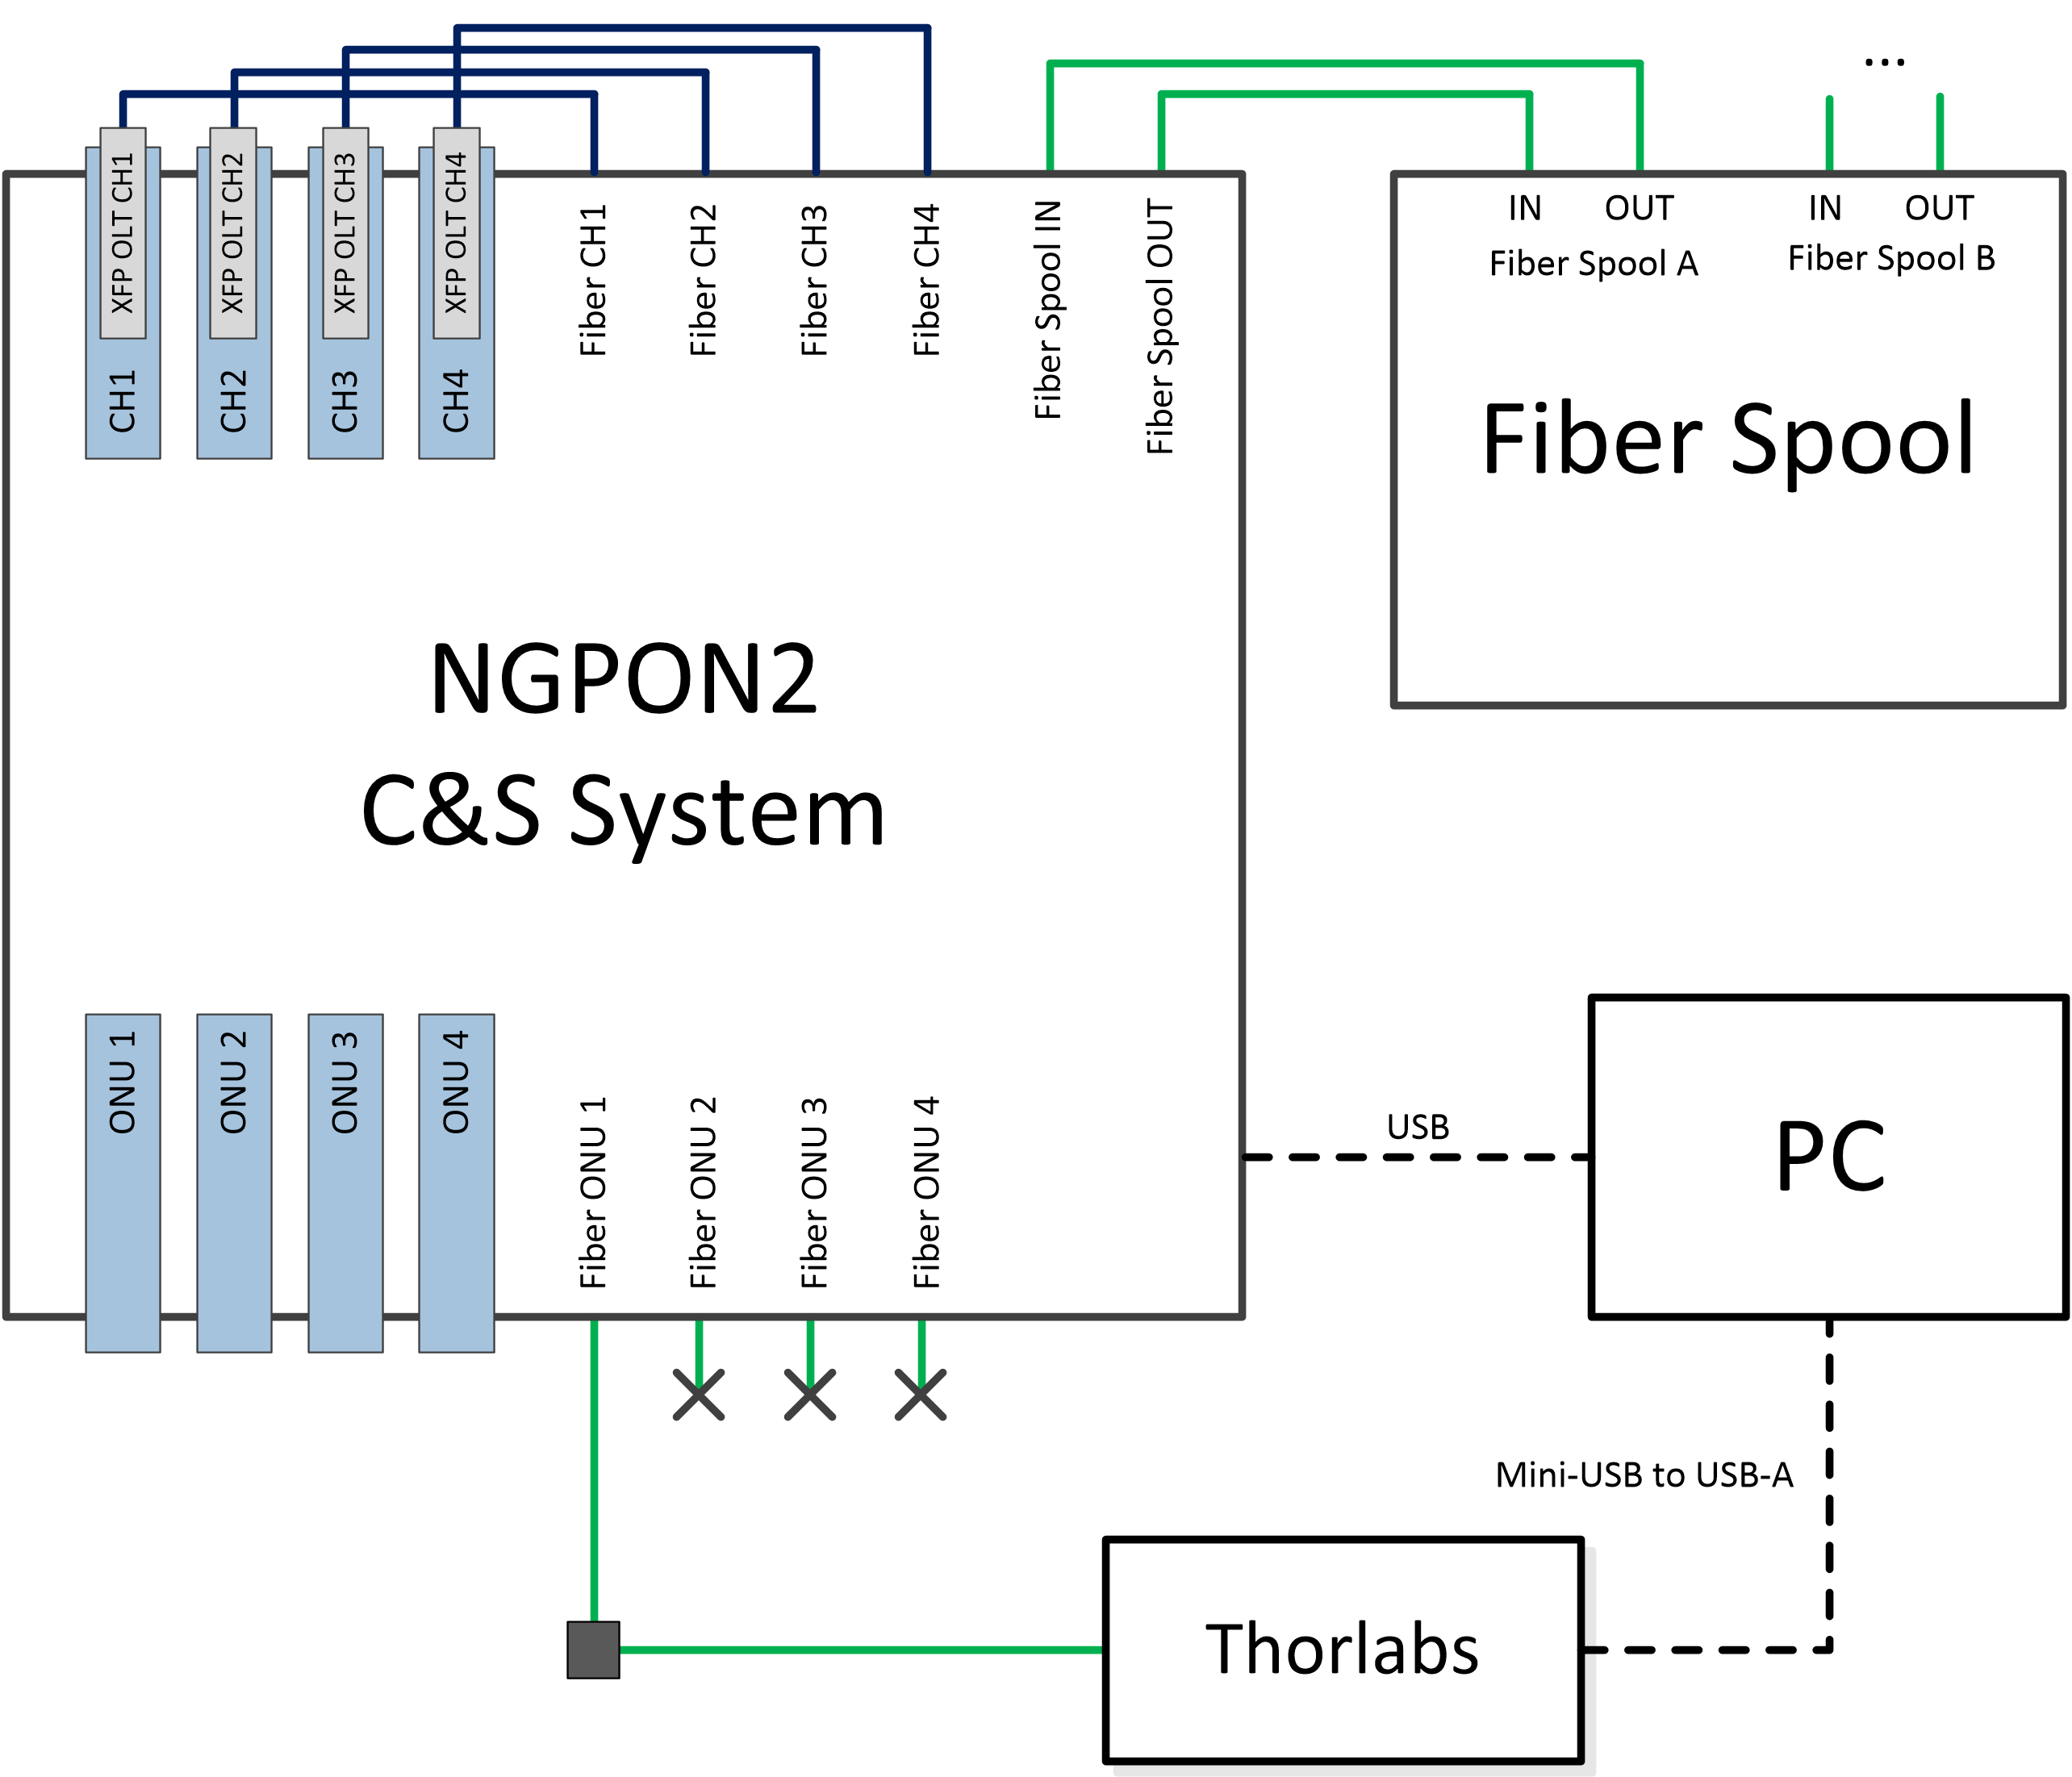 ...
XFP OLT CH1
XFP OLT CH2
XFP OLT CH3
XFP OLT CH4
CH1
CH2
CH3
CH4
Fiber CH1
Fiber CH2
Fiber CH3
Fiber CH4
Fiber Spool IN
Fiber Spool OUT
IN
OUT
IN
OUT
Fiber Spool A
Fiber Spool B
Fiber Spool
NGPON2
C&S System
ONU 1
ONU 2
ONU 3
ONU 4
Fiber ONU 1
Fiber ONU 2
Fiber ONU 3
Fiber ONU 4
USB
PC
Mini-USB to USB-A
Thorlabs